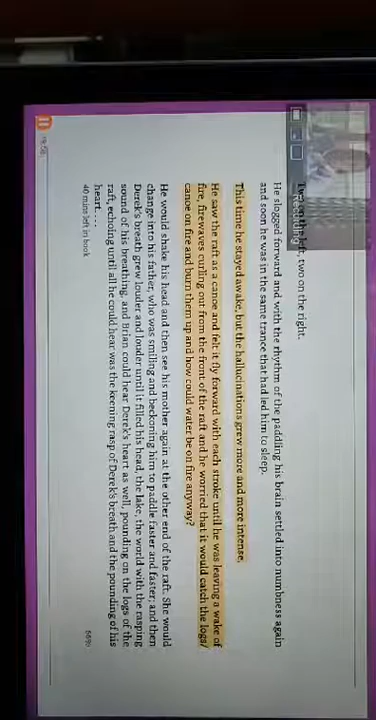 Two on the left, two on the right.
He slogged forward and with the rhythm of the paddling his brain settled into numbness again
and soon he was in the same trance that had led him to sleep.
This time he stayed awake, but the hallucinations grew more and more intense.
He saw the raft as a canoe and felt it fly forward with each stroke until he was leaving a wake of
fire, firewaves curling out from the front of the raft and he worried that it would catch the logs/
canoe on fire and burn them up and how could water be on fire anyway?
He would shake his head and then see his mother again at the other end of the raft. She would
change into his father, who was smiling and beckoning him to paddle faster and faster; and then
Derek's breath grew louder and louder until it filled his head, the lake, the world with the rasping
sound of his breathing, and Brian could hear Derek's heart as well, pounding on the logs of the
raft, echoing until all he could hear was the keening rasp of Derek's breath and the pounding of his
heart . . . .
40 mins left in book